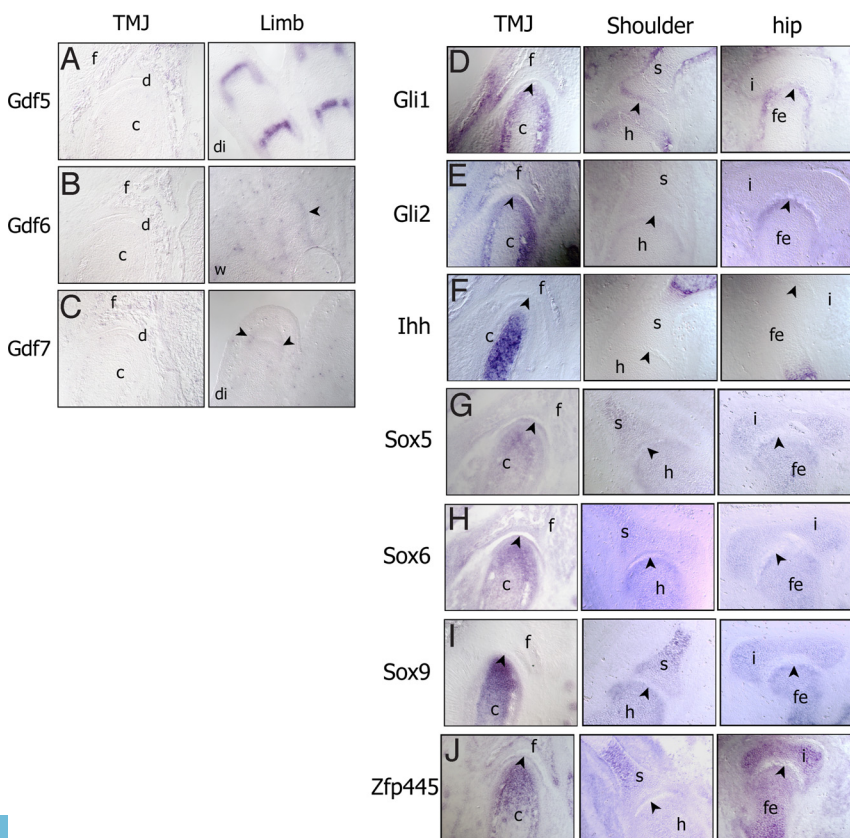 TMJ Limb
Gdf5 A f d c di
Gdf6 B f d c w
Gdf7 C f d c di
TMJ Shoulder hip
Gli1 D f c s h i fe
Gli2 E f c s h i fe
Ihh F f c s h i fe
Sox5 G f c s h i fe
Sox6 H f c s h i fe
Sox9 I f c s h i fe
Zfp445 J f c s h i fe